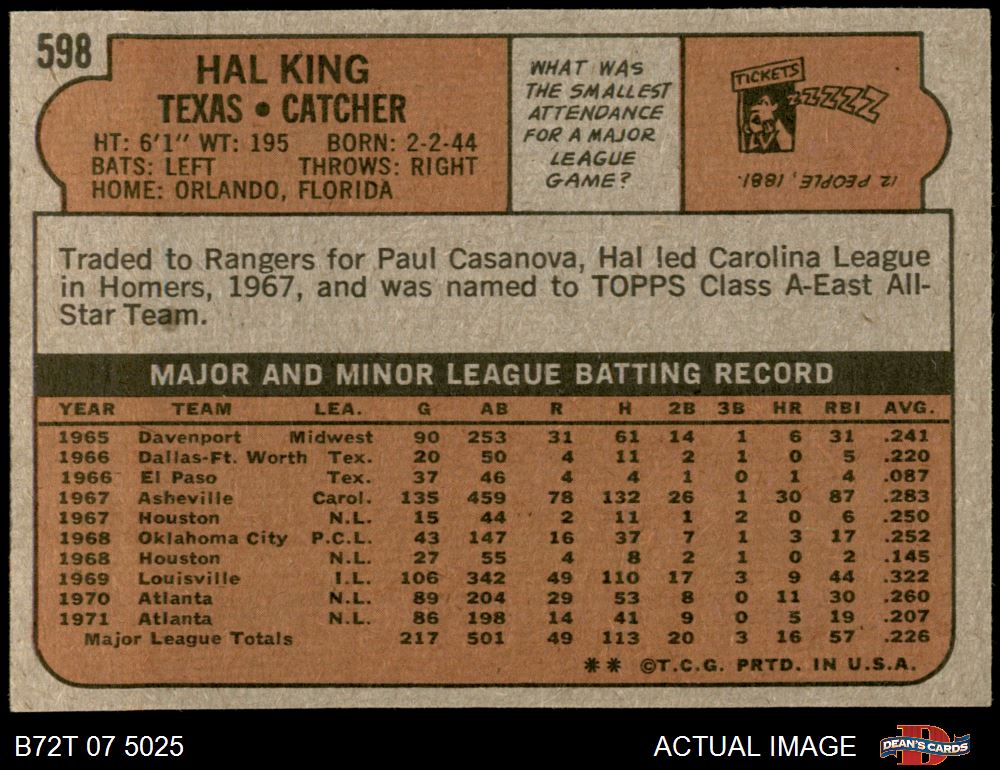 598
HAL KING
TEXAS • CATCHER
HT: 6'1" WT: 195 BORN: 2-2-44
BATS: LEFT THROWS: RIGHT
HOME: ORLANDO, FLORIDA
WHAT WAS
THE SMALLEST
ATTENDANCE
FOR A MAJOR
LEAGUE
GAME?
TICKETS
ZZZZZZ
12 PEOPLE, 1881.
Traded to Rangers for Paul Casanova, Hal led Carolina League
in Homers, 1967, and was named to TOPPS Class A-East All-
Star Team.
MAJOR AND MINOR LEAGUE BATTING RECORD
YEAR TEAM LEA. G AB R H 2B 3B HR RBI AVG.
1965 Davenport Midwest 90 253 31 61 14 1 6 31 .241
1966 Dallas-Ft. Worth Tex. 20 50 4 11 2 1 0 5 .220
1966 El Paso Tex. 37 46 4 4 1 0 1 4 .087
1967 Asheville Carol. 135 459 78 132 26 1 30 87 .283
1967 Houston N.L. 15 44 2 11 1 2 0 6 .250
1968 Oklahoma City P.C.L. 43 147 16 37 7 1 3 17 .252
1968 Houston N.L. 27 55 4 8 2 1 0 2 .145
1969 Louisville I.L. 106 342 49 110 17 3 9 44 .322
1970 Atlanta N.L. 89 204 29 53 8 0 11 30 .260
1971 Atlanta N.L. 86 198 14 41 9 0 5 19 .207
Major League Totals 217 501 49 113 20 3 16 57 .226
** ©T.C.G. PRTD. IN U.S.A.
B72T 07 5025
ACTUAL IMAGE
D
DEAN'S CARDS